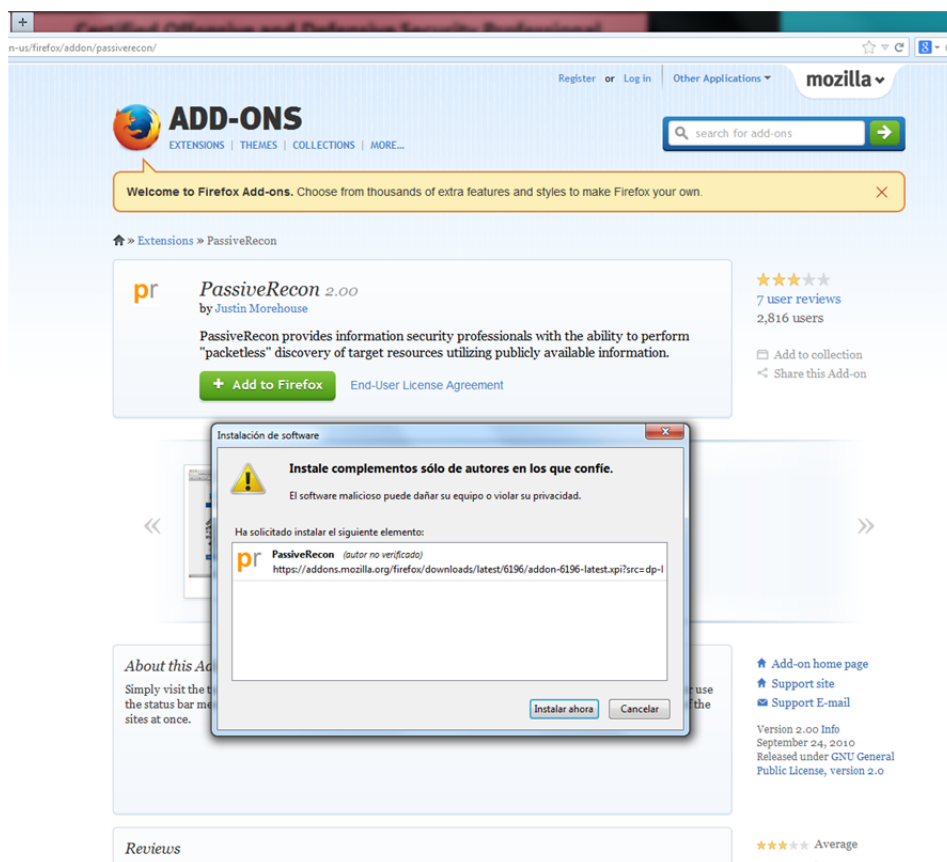 Certified Offensive and Defensive Security Professional
n-us/firefox/addon/passiverecon/
Register or Log in Other Applications
mozilla
ADD-ONS
EXTENSIONS | THEMES | COLLECTIONS | MORE...
search for add-ons
Welcome to Firefox Add-ons. Choose from thousands of extra features and styles to make Firefox your own.
» Extensions » PassiveRecon
pr
PassiveRecon 2.00
by Justin Morehouse
PassiveRecon provides information security professionals with the ability to perform
"packetless" discovery of target resources utilizing publicly available information.
+ Add to Firefox
End-User License Agreement
7 user reviews
2,816 users
Add to collection
Share this Add-on
Instalación de software
Instale complementos sólo de autores en los que confíe.
El software malicioso puede dañar su equipo o violar su privacidad.
Ha solicitado instalar el siguiente elemento:
pr
PassiveRecon (autor no verificado)
https://addons.mozilla.org/firefox/downloads/latest/6196/addon-6196-latest.xpi?src=dp-l
Instalar ahora
Cancelar
About this Ad
Simply visit the t
r use
the status bar me
f the
sites at once.
Add-on home page
Support site
Support E-mail
Version 2.00 Info
September 24, 2010
Released under GNU General
Public License, version 2.0
Reviews
Average